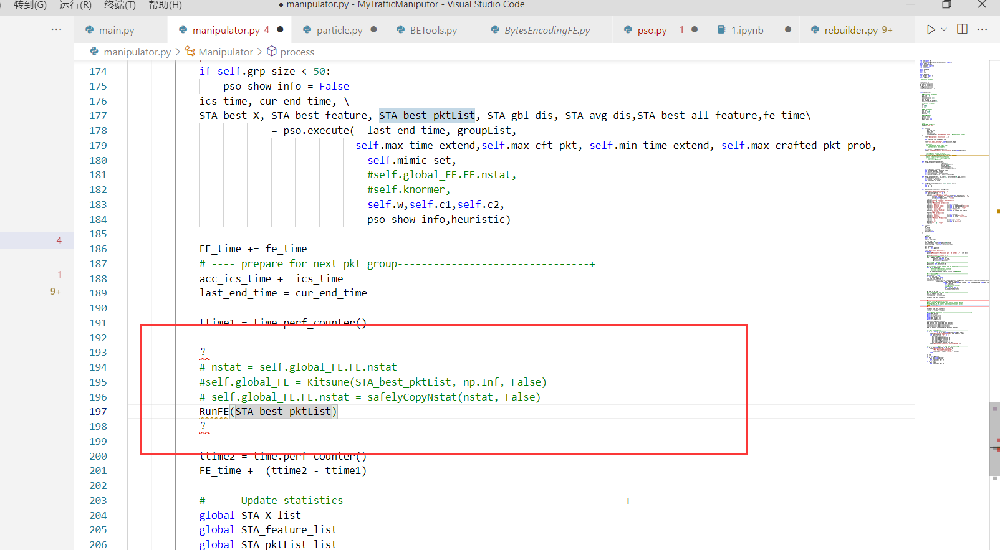 转到(G) 运行(R) 终端(T) 帮助(H) ● manipulator.py - MyTrafficManiputor - Visual Studio Code
··· main.py manipulator.py 4 ● particle.py ● BETools.py BytesEncodingFE.py pso.py 1 ● 1.ipynb ● rebuilder.py 9+ ···
manipulator.py > Manipulator > process
174 if self.grp_size < 50:
175 pso_show_info = False
176 ics_time, cur_end_time, \
177 STA_best_X, STA_best_feature, STA_best_pktList, STA_gbl_dis, STA_avg_dis,STA_best_all_feature,fe_time\
178 = pso.execute( last_end_time, groupList,
179 self.max_time_extend,self.max_cft_pkt, self.min_time_extend, self.max_crafted_pkt_prob,
180 self.mimic_set,
181 #self.global_FE.FE.nstat,
182 #self.knormer,
183 self.w,self.c1,self.c2,
184 pso_show_info,heuristic)
185
4
186 FE_time += fe_time
187 # ---- prepare for next pkt group--------------------------------+
188 acc_ics_time += ics_time
1
189 last_end_time = cur_end_time
9+
190
191 ttime1 = time.perf_counter()
192
193 ?
194 # nstat = self.global_FE.FE.nstat
195 #self.global_FE = Kitsune(STA_best_pktList, np.Inf, False)
196 # self.global_FE.FE.nstat = safelyCopyNstat(nstat, False)
197 RunFE(STA_best_pktList)
198 ?
199
200 ttime2 = time.perf_counter()
201 FE_time += (ttime2 - ttime1)
202
203 # ---- Update statistics ----------------------------------------------+
204 global STA_X_list
205 global STA_feature_list
206 global STA_pktList_list